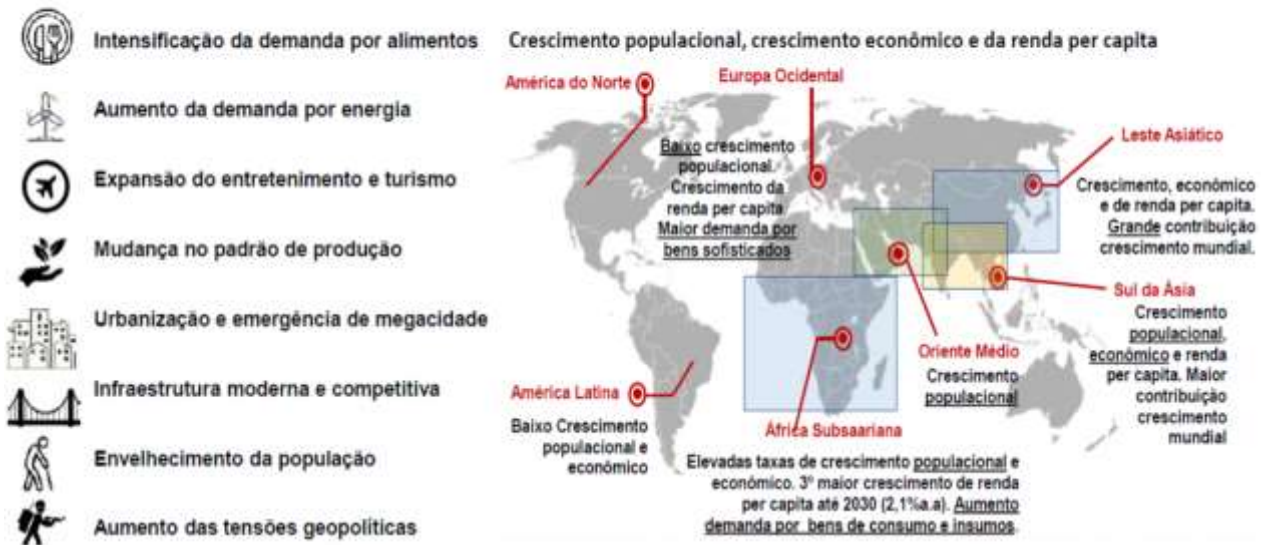 Intensificação da demanda por alimentos
Aumento da demanda por energia
Expansão do entretenimento e turismo
Mudança no padrão de produção
Urbanização e emergência de megacidade
Infraestrutura moderna e competitiva
Envelhecimento da população
Aumento das tensões geopolíticas
Crescimento populacional, crescimento econômico e da renda per capita
América do Norte
Europa Ocidental
Baixo crescimento
populacional.
Crescimento da
renda per capita
Maior demanda por
bens sofisticados
Leste Asiático
Crescimento, econômico
e de renda per capita.
Grande contribuição
crescimento mundial.
Sul da Ásia
Crescimento
populacional,
econômico e renda
per capita. Maior
contribuição
crescimento
mundial
Oriente Médio
Crescimento
populacional
América Latina
Baixo Crescimento
populacional e
econômico
África Subsaariana
Elevadas taxas de crescimento populacional e
econômico. 3º maior crescimento de renda
per capita até 2030 (2,1%a.a). Aumento
demanda por bens de consumo e insumos.